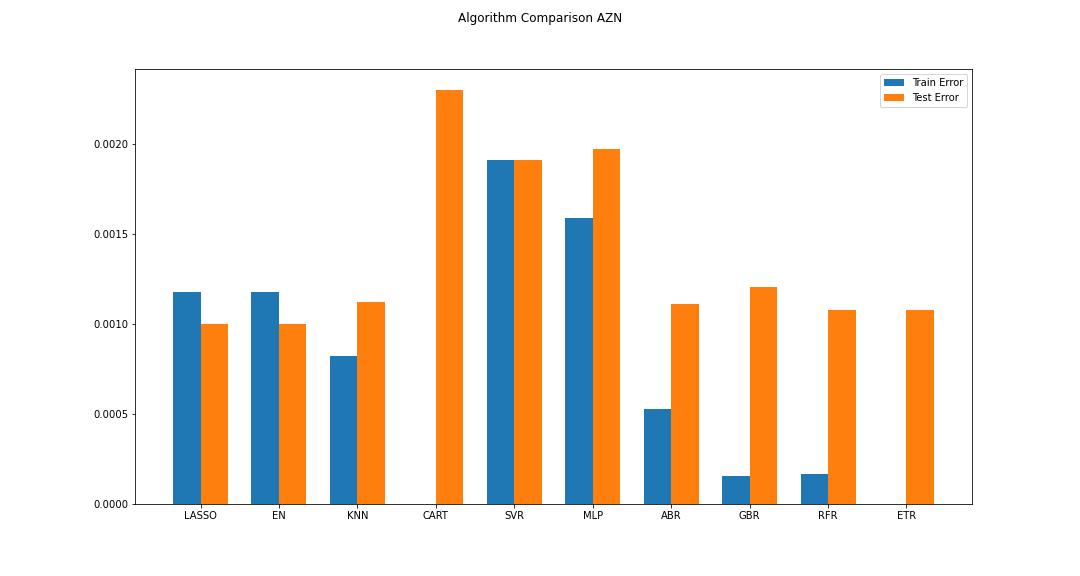 Algorithm Comparison AZN
Train Error
Test Error
0.0020
0.0015
0.0010
0.0005
0.0000
LASSO EN KNN CART SVR MLP ABR GBR RFR ETR